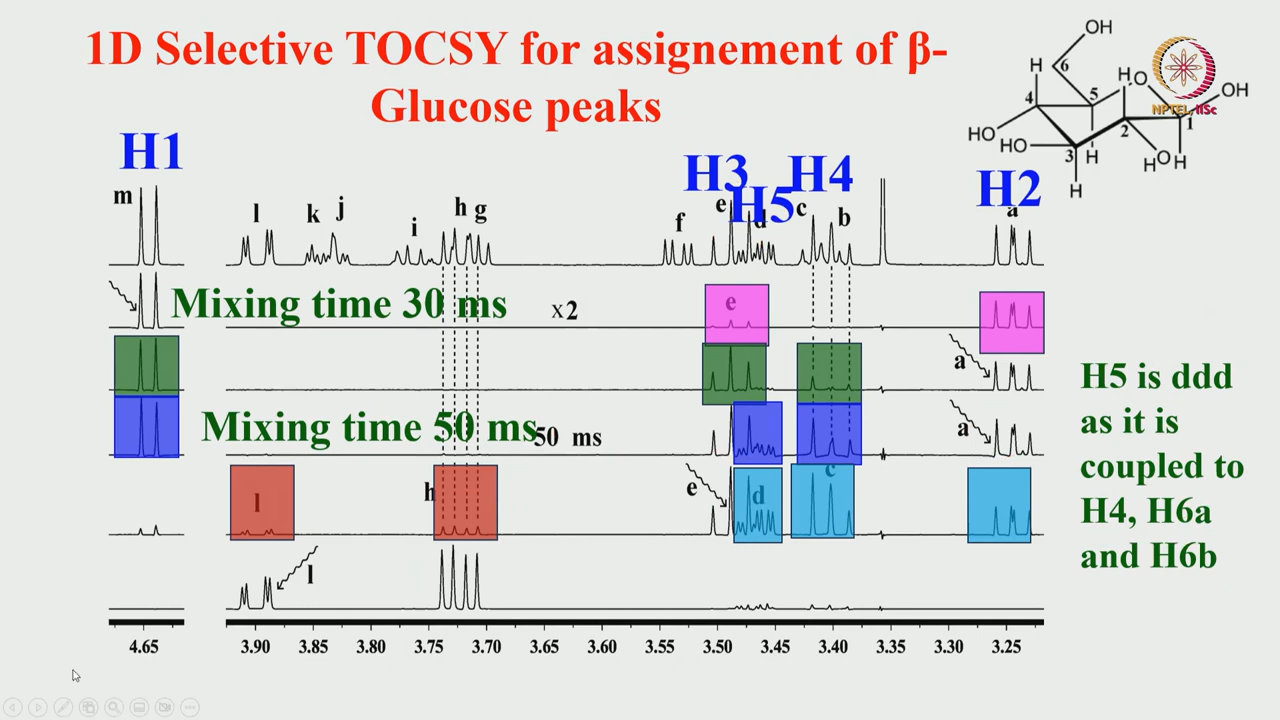 1D Selective TOCSY for assignement of β-
Glucose peaks
OH
H
6
4
5
H
HO
OH
NPTEL, IISc
HO
HO
3
H
2
1
HO
H
H
H1
H3
H5
H4
H2
m
l
k
j
i
h
g
f
e
d
c
b
a
Mixing time 30 ms
x2
e
a
Mixing time 50 ms
50 ms
a
l
h
e
d
c
l
H5 is ddd
as it is
coupled to
H4, H6a
and H6b
4.65 3.90 3.85 3.80 3.75 3.70 3.65 3.60 3.55 3.50 3.45 3.40 3.35 3.30 3.25